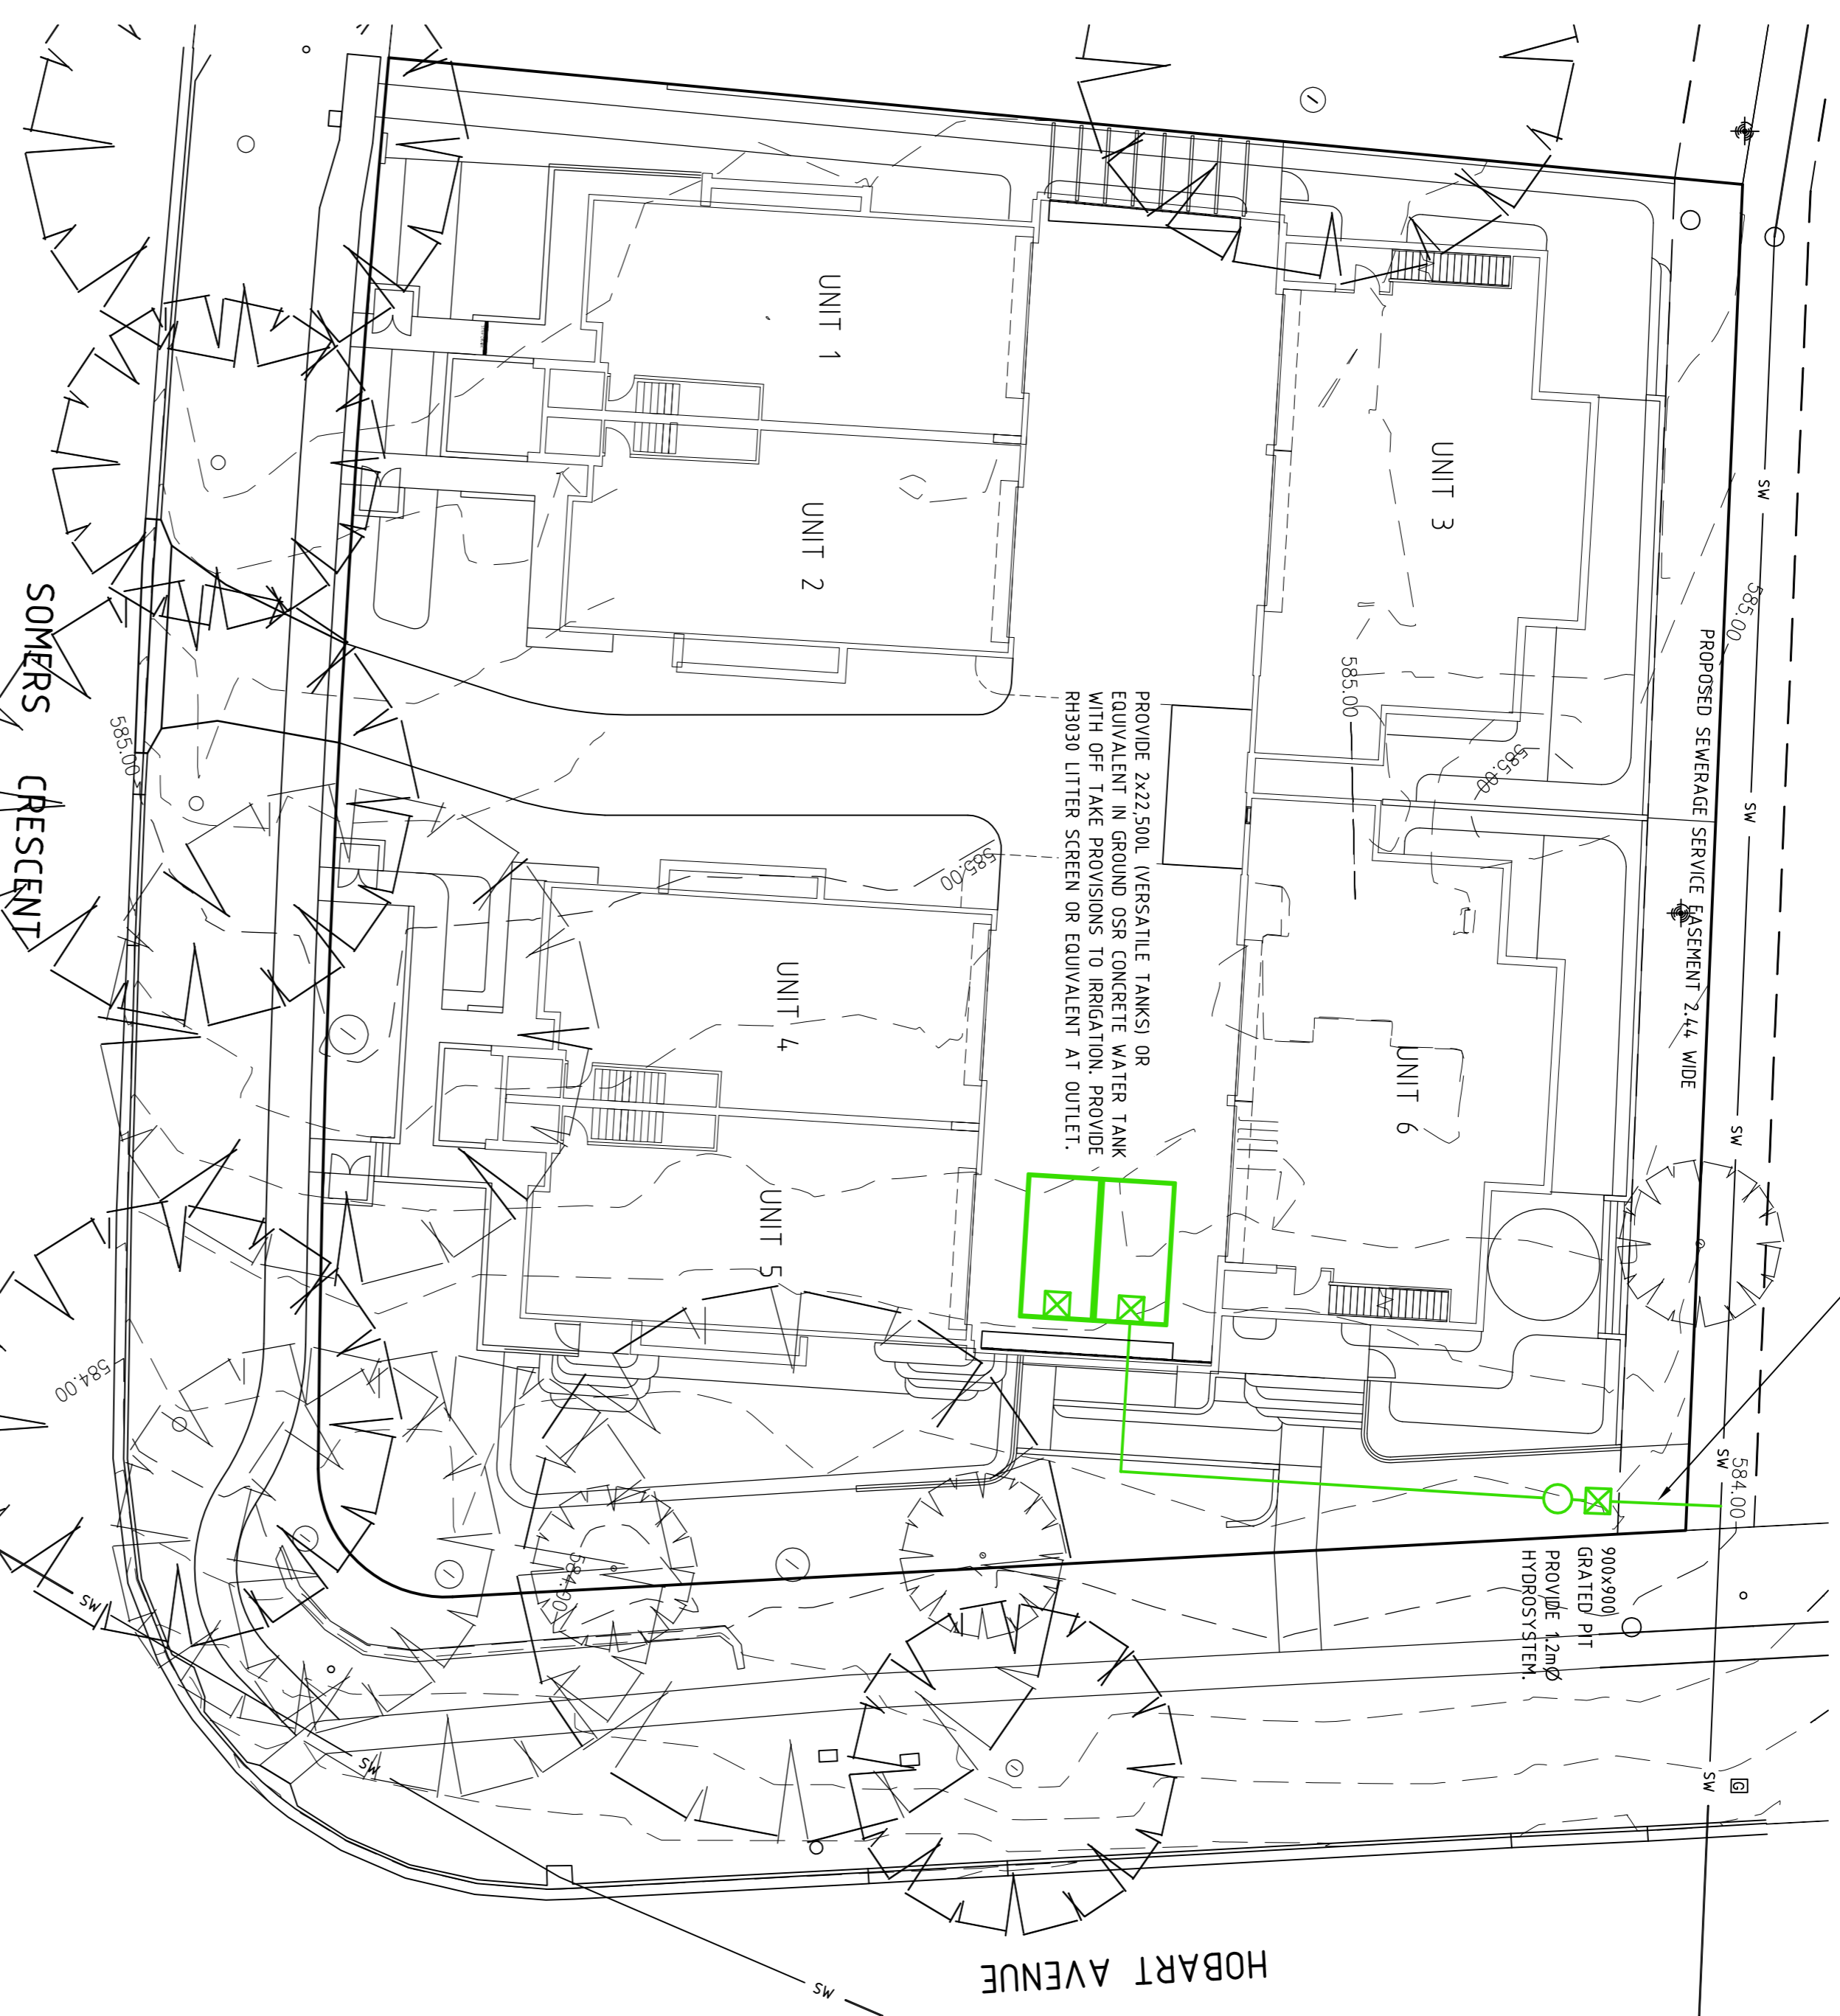 UNIT 1
UNIT 2
UNIT 3
UNIT 4
UNIT 5
UNIT 6
PROVIDE 2x22,500L (VERSATILE TANKS) OR
EQUIVALENT IN GROUND OSR CONCRETE WATER TANK
WITH OFF TAKE PROVISIONS TO IRRIGATION. PROVIDE
RH3030 LITTER SCREEN OR EQUIVALENT AT OUTLET.
PROPOSED SEWERAGE SERVICE EASEMENT 2.44 WIDE
900x900
GRATED PIT
PROVIDE 1.2mØ
HYDROSYSTEM.
SOMERS CRESCENT
HOBART AVENUE
585.00
585.00
585.00
585.00
585.00
584.00
584.00
584.00
SW
SW
SW
SW
SW
SW
SW
SW
G